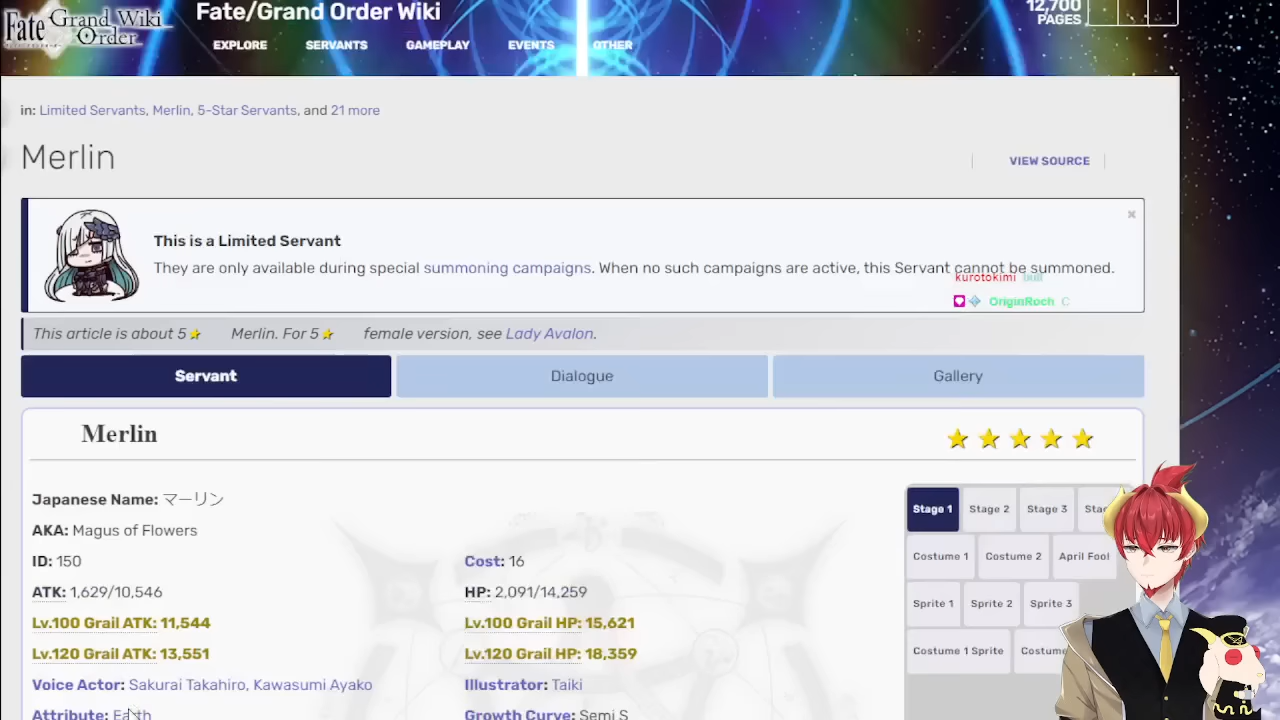 Fate Grand Wiki
Order
Fate/Grand Order Wiki
12,700
PAGES
EXPLORE SERVANTS GAMEPLAY EVENTS OTHER
in: Limited Servants, Merlin, 5-Star Servants, and 21 more
Merlin
VIEW SOURCE
This is a Limited Servant
They are only available during special summoning campaigns. When no such campaigns are active, this Servant cannot be summoned.
kurotokimi
OriginRoch C
This article is about 5 Merlin. For 5 female version, see Lady Avalon.
Servant Dialogue Gallery
Merlin
Japanese Name: マーリン
AKA: Magus of Flowers
ID: 150 Cost: 16
ATK: 1,629/10,546 HP: 2,091/14,259
Lv.100 Grail ATK: 11,544 Lv.100 Grail HP: 15,621
Lv.120 Grail ATK: 13,551 Lv.120 Grail HP: 18,359
Voice Actor: Sakurai Takahiro, Kawasumi Ayako Illustrator: Taiki
Attribute: Earth Growth Curve: Semi S
Stage 1 Stage 2 Stage 3
Costume 1 Costume 2 April Fool
Sprite 1 Sprite 2 Sprite 3
Costume 1 Sprite